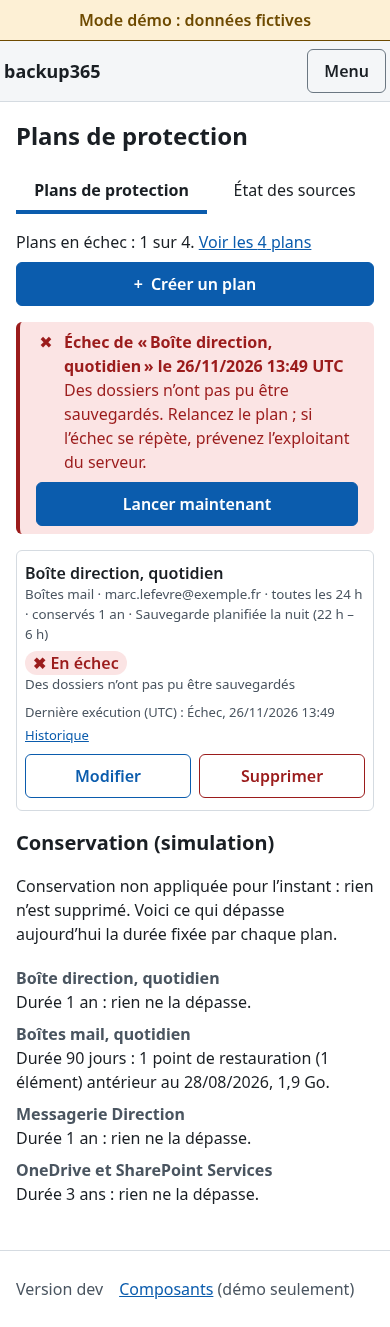 Mode démo : données fictives
backup365
Menu
Plans de protection
Plans de protection
État des sources
Plans en échec : 1 sur 4. Voir les 4 plans
+ Créer un plan
✖ Échec de « Boîte direction,
quotidien » le 26/11/2026 13:49 UTC
Des dossiers n’ont pas pu être
sauvegardés. Relancez le plan ; si
l’échec se répète, prévenez l’exploitant
du serveur.
Lancer maintenant
Boîte direction, quotidien
Boîtes mail · marc.lefevre@exemple.fr · toutes les 24 h
· conservés 1 an · Sauvegarde planifiée la nuit (22 h –
6 h)
✖ En échec
Des dossiers n’ont pas pu être sauvegardés
Dernière exécution (UTC) : Échec, 26/11/2026 13:49
Historique
Modifier
Supprimer
Conservation (simulation)
Conservation non appliquée pour l’instant : rien
n’est supprimé. Voici ce qui dépasse
aujourd’hui la durée fixée par chaque plan.
Boîte direction, quotidien
Durée 1 an : rien ne la dépasse.
Boîtes mail, quotidien
Durée 90 jours : 1 point de restauration (1
élément) antérieur au 28/08/2026, 1,9 Go.
Messagerie Direction
Durée 1 an : rien ne la dépasse.
OneDrive et SharePoint Services
Durée 3 ans : rien ne la dépasse.
Version dev
Composants (démo seulement)